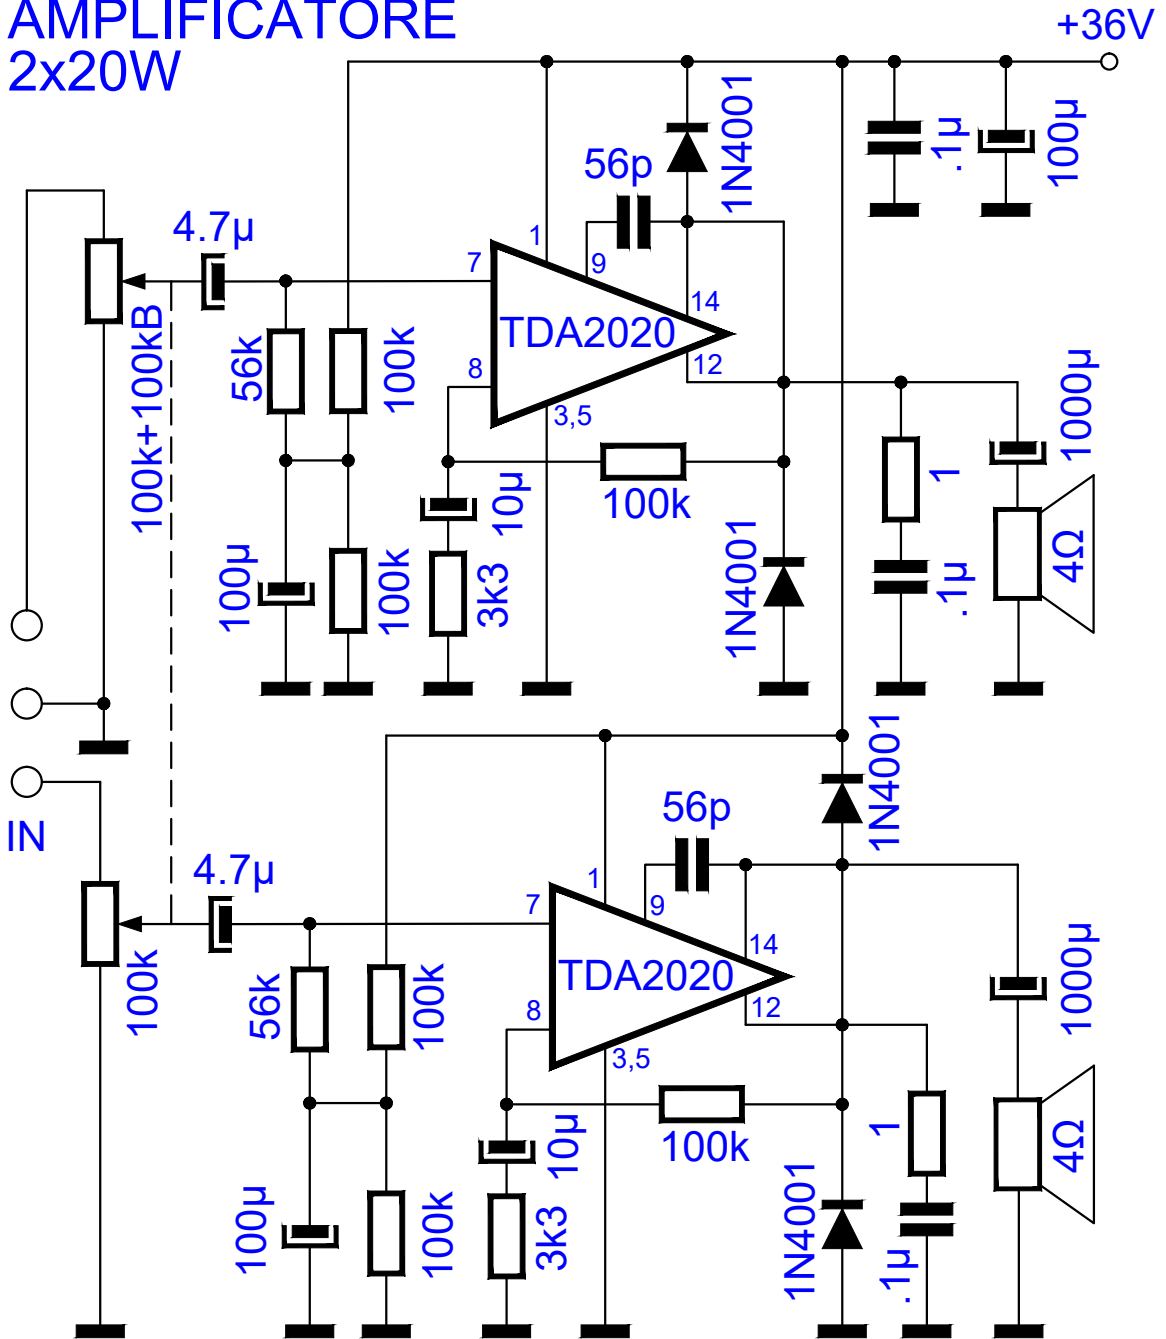 AMPLIFICATORE
2x20W
+36V
1N4001
.1µ
100µ
56p
4.7µ
1
9
7
14
TDA2020
12
8
3,5
100k+100kB
56k
100k
1000µ
10µ
100k
1
4Ω
100µ
100k
3k3
1N4001
.1µ
IN
1N4001
56p
4.7µ
1
9
7
14
TDA2020
12
8
3,5
100k
56k
100k
1000µ
10µ
100k
1
4Ω
100µ
100k
3k3
1N4001
.1µ